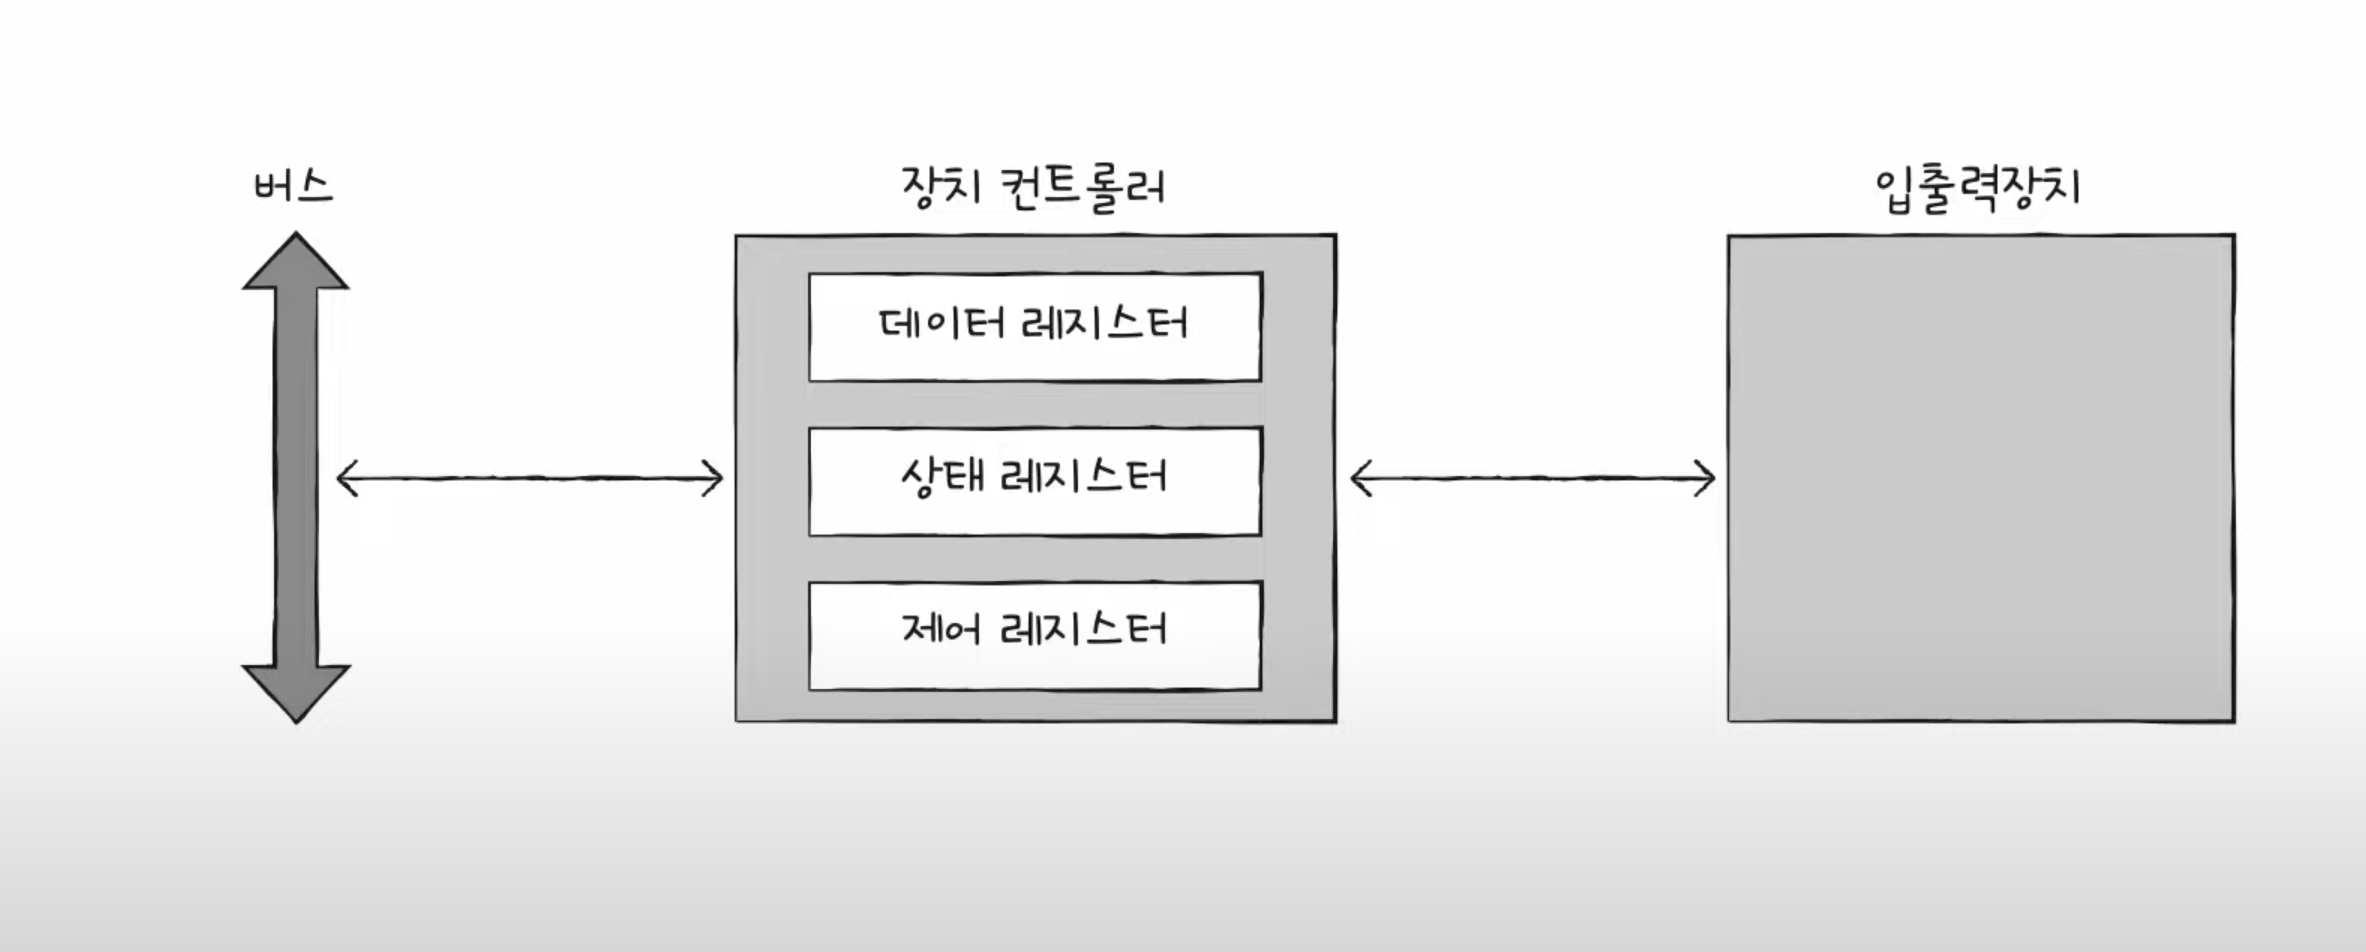 버스
장치 컨트롤러
입출력장치
데이터 레지스터
상태 레지스터
제어 레지스터